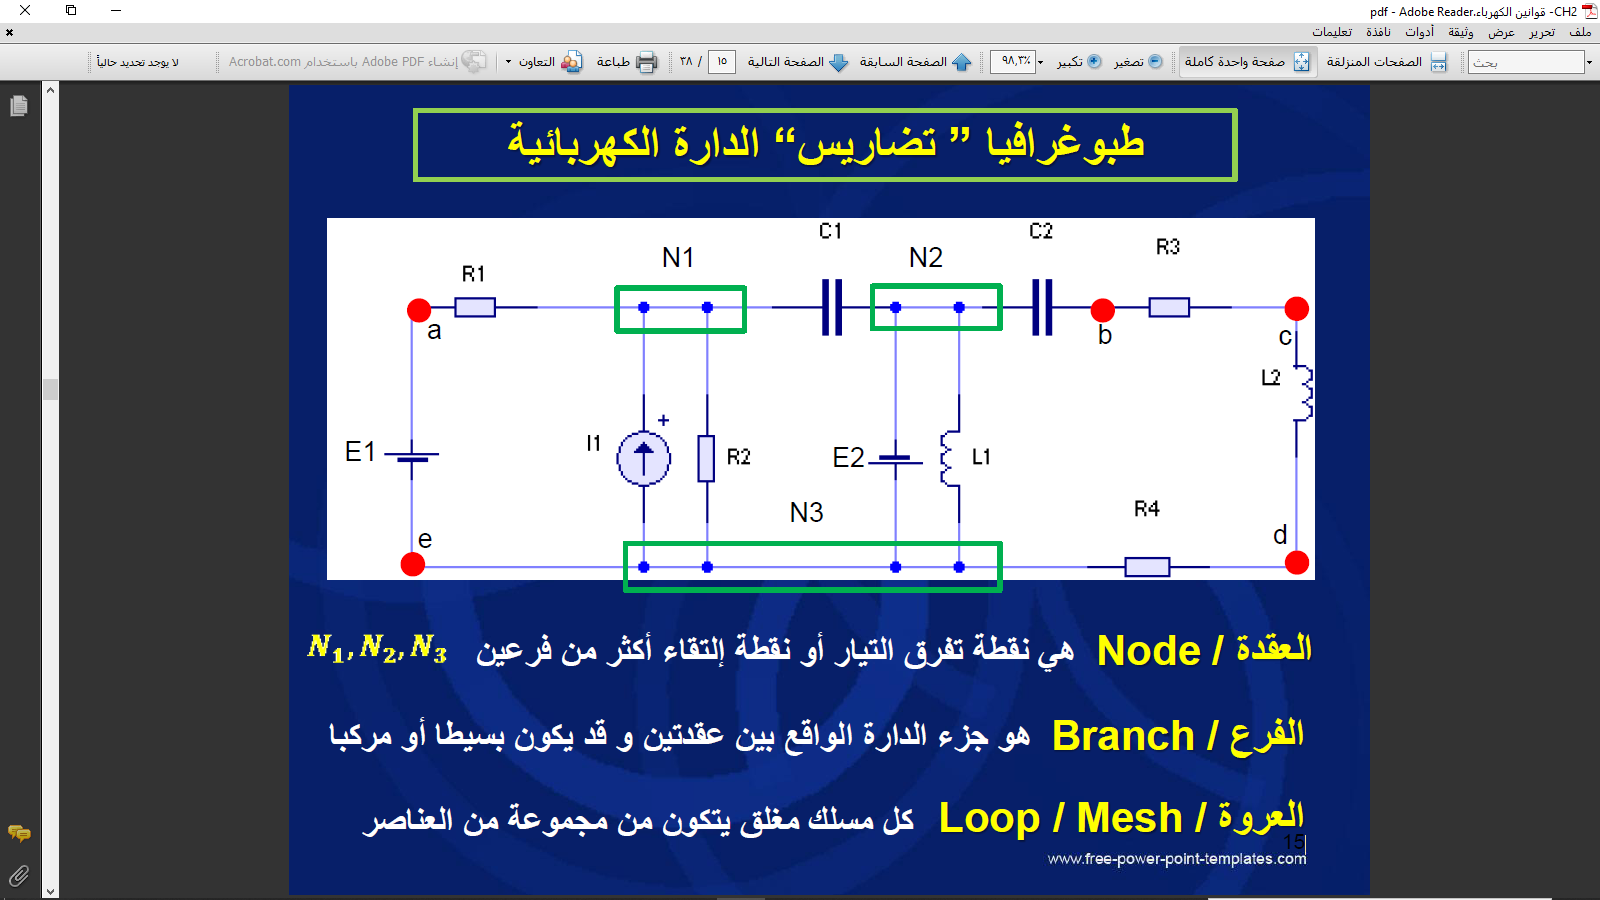 CH2- قوانين الكهرباء.pdf - Adobe Reader
ملف تحرير عرض وثيقة أدوات نافذة تعليمات
بحث الصفحات المنزلقة صفحة واحدة كاملة تصغير تكبير ٩٨,٣% الصفحة السابقة الصفحة التالية ١٥ / ٣٨ طباعة التعاون إنشاء Adobe PDF باستخدام Acrobat.com لا يوجد تحديد حالياً
طبوغرافيا ” تضاريس“ الدارة الكهربائية
C1 C2
N1 N2 R3
R1
a b c
L2
I1 +
E1 R2 E2 L1
N3 R4
e d
العقدة / Node هي نقطة تفرق التيار أو نقطة إلتقاء أكثر من فرعين N₁, N₂, N₃
الفرع / Branch هو جزء الدارة الواقع بين عقدتين و قد يكون بسيطا أو مركبا
العروة / Loop / Mesh كل مسلك مغلق يتكون من مجموعة من العناصر
15
www.free-power-point-templates.com